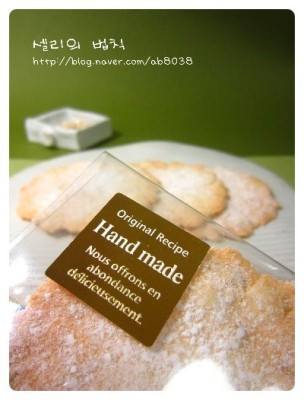 셀리의 법칙
http://blog.naver.com/ab8038
Original Recipe
Hand made
Nous offrons en
abondance
délicieusement.